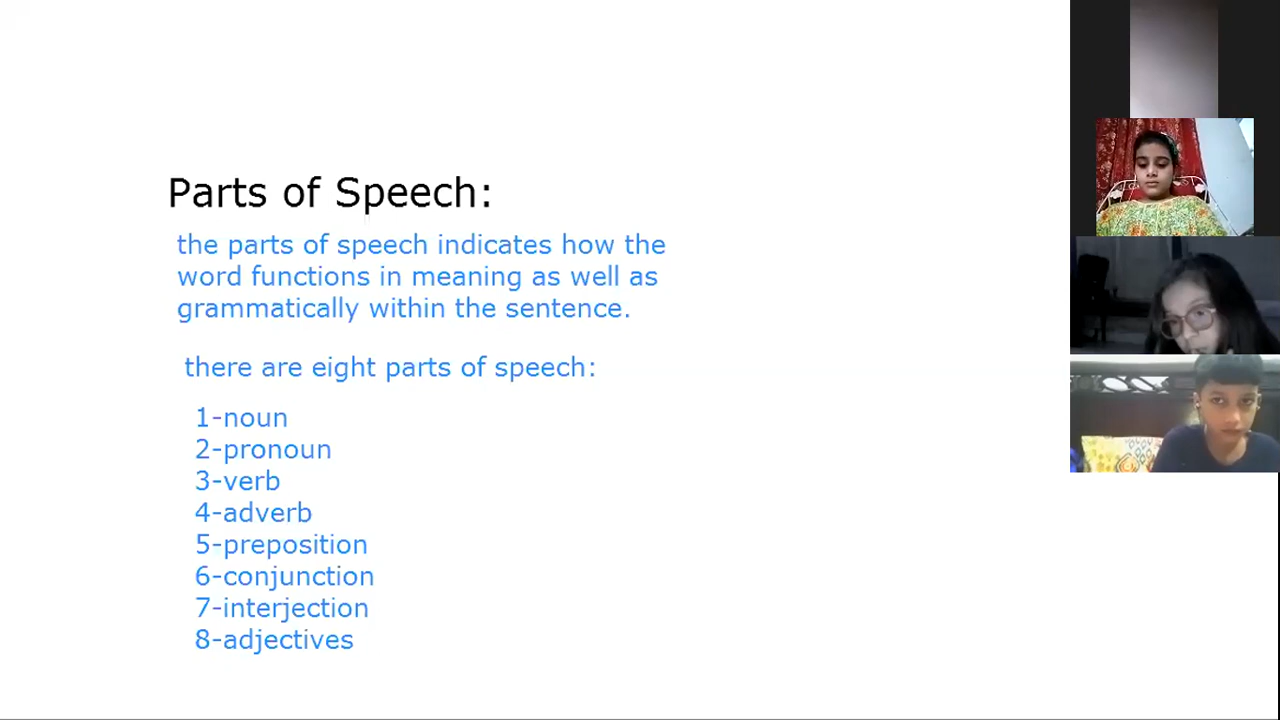 Parts of Speech:
the parts of speech indicates how the
word functions in meaning as well as
grammatically within the sentence.
there are eight parts of speech:
1-noun
2-pronoun
3-verb
4-adverb
5-preposition
6-conjunction
7-interjection
8-adjectives